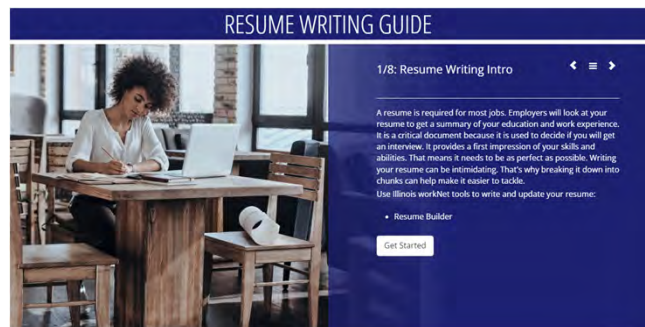 RESUME WRITING GUIDE
1/8: Resume Writing Intro
A resume is required for most jobs. Employers will look at your
resume to get a summary of your education and work experience.
It is a critical document because it is used to decide if you will get
an interview. It provides a first impression of your skills and
abilities. That means it needs to be as perfect as possible. Writing
your resume can be intimidating. That's why breaking it down into
chunks can help make it easier to tackle.
Use Illinois workNet tools to write and update your resume:
• Resume Builder
Get Started